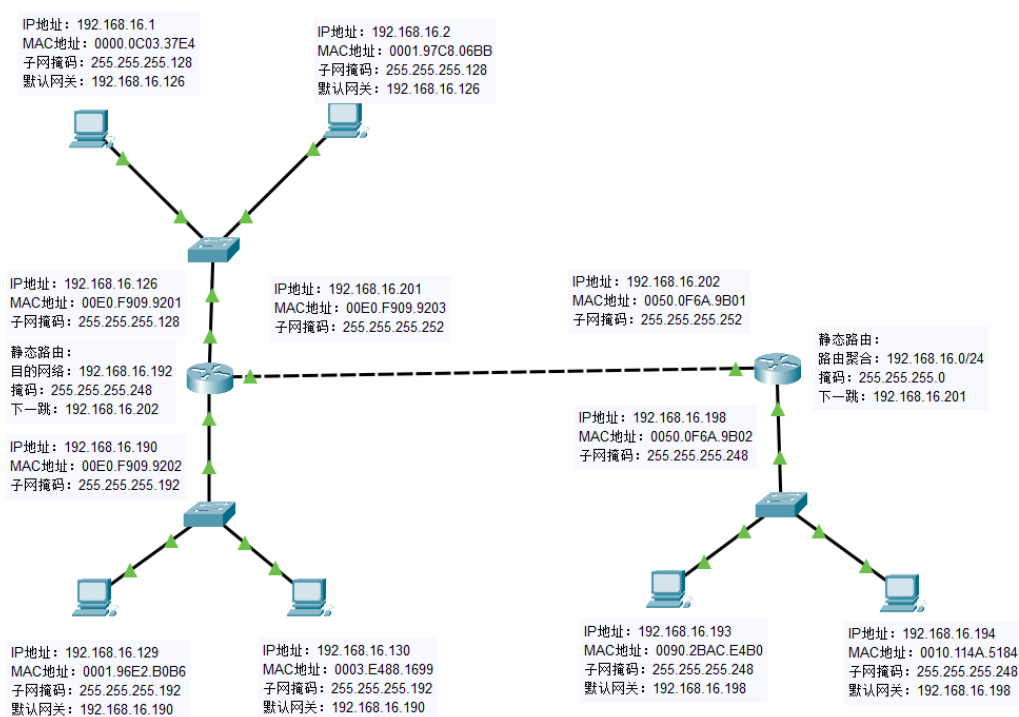 IP地址：192.168.16.1
MAC地址：0000.0C03.37E4
子网掩码：255.255.255.128
默认网关：192.168.16.126
IP地址：192.168.16.2
MAC地址：0001.97C8.06BB
子网掩码：255.255.255.128
默认网关：192.168.16.126
IP地址：192.168.16.126
MAC地址：00E0.F909.9201
子网掩码：255.255.255.128
IP地址：192.168.16.201
MAC地址：00E0.F909.9203
子网掩码：255.255.255.252
IP地址：192.168.16.202
MAC地址：0050.0F6A.9B01
子网掩码：255.255.255.252
静态路由：
目的网络：192.168.16.192
掩码：255.255.255.248
下一跳：192.168.16.202
静态路由：
路由聚合：192.168.16.0/24
掩码：255.255.255.0
下一跳：192.168.16.201
IP地址：192.168.16.190
MAC地址：00E0.F909.9202
子网掩码：255.255.255.192
IP地址：192.168.16.198
MAC地址：0050.0F6A.9B02
子网掩码：255.255.255.248
IP地址：192.168.16.129
MAC地址：0001.96E2.B0B6
子网掩码：255.255.255.192
默认网关：192.168.16.190
IP地址：192.168.16.130
MAC地址：0003.E488.1699
子网掩码：255.255.255.192
默认网关：192.168.16.190
IP地址：192.168.16.193
MAC地址：0090.2BAC.E4B0
子网掩码：255.255.255.248
默认网关：192.168.16.198
IP地址：192.168.16.194
MAC地址：0010.114A.5184
子网掩码：255.255.255.248
默认网关：192.168.16.198